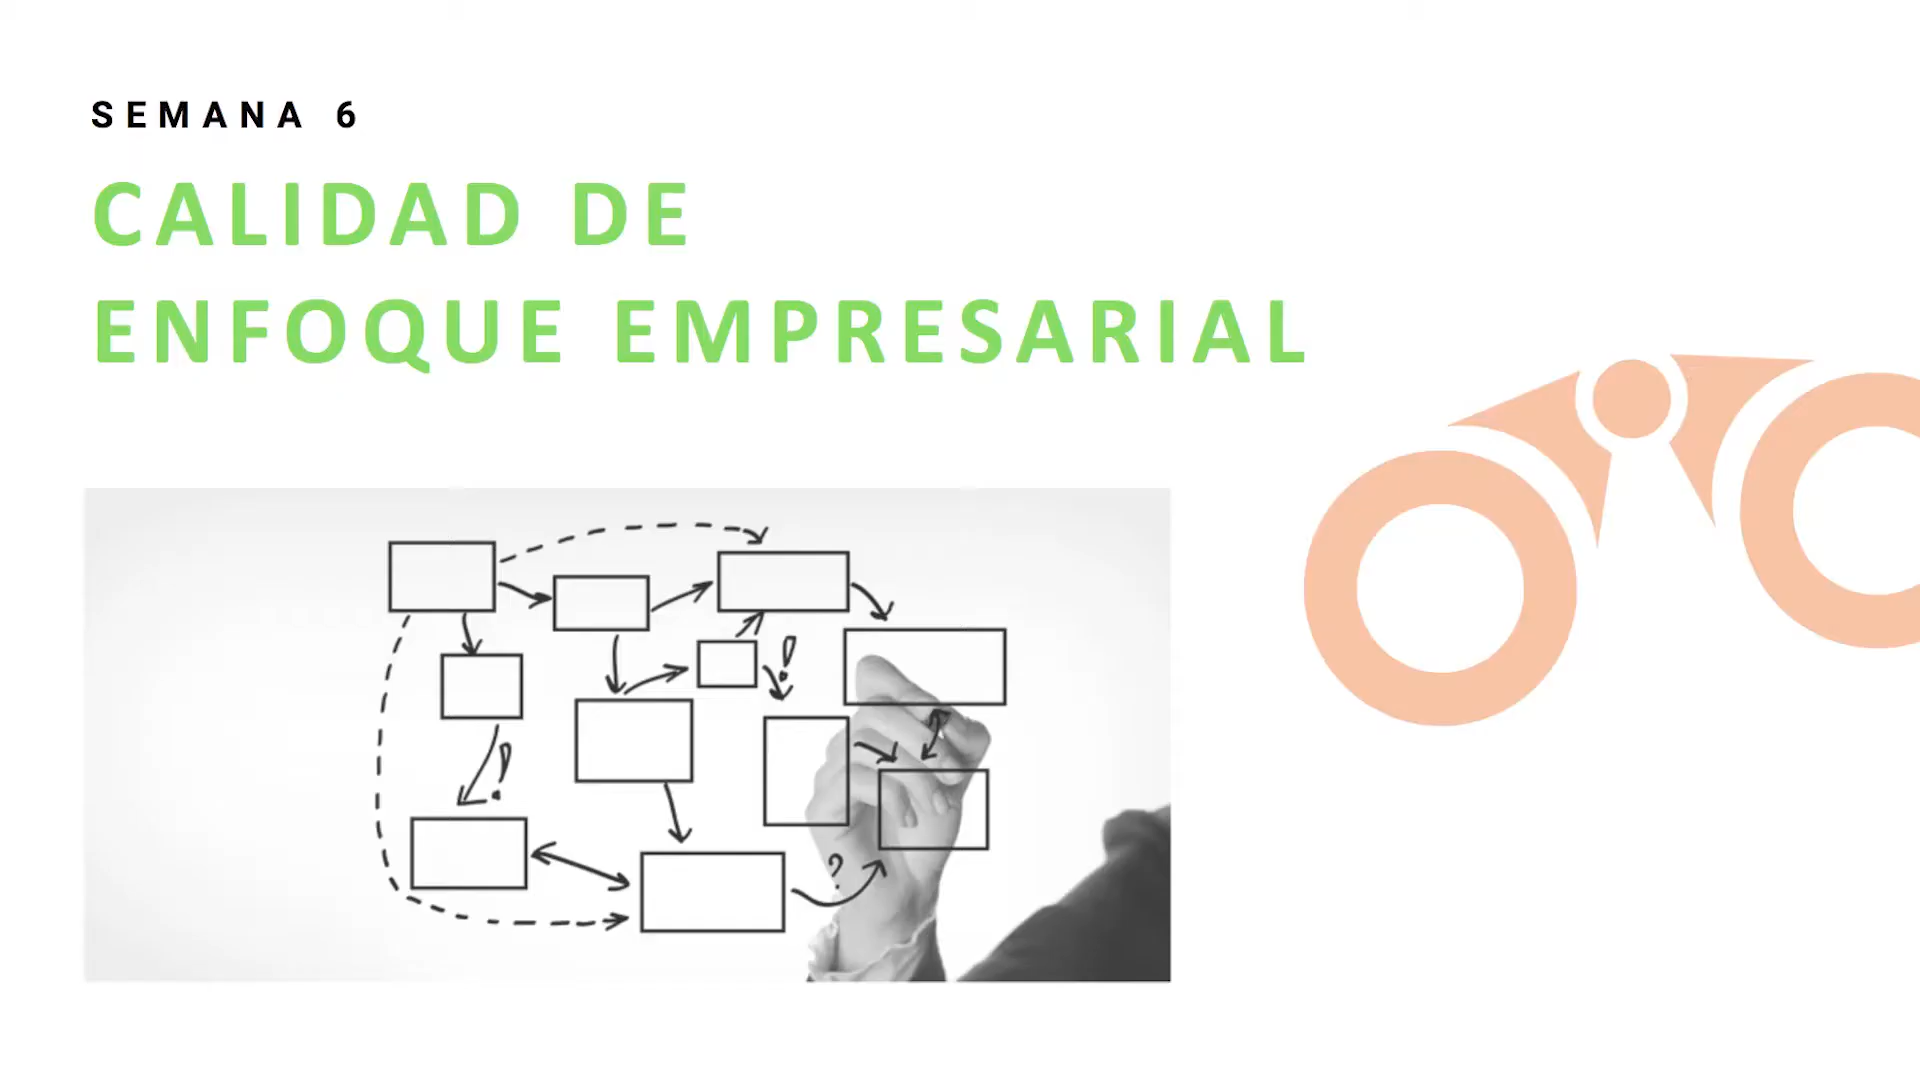 SEMANA 6
CALIDAD DE
ENFOQUE EMPRESARIAL
!
!
?